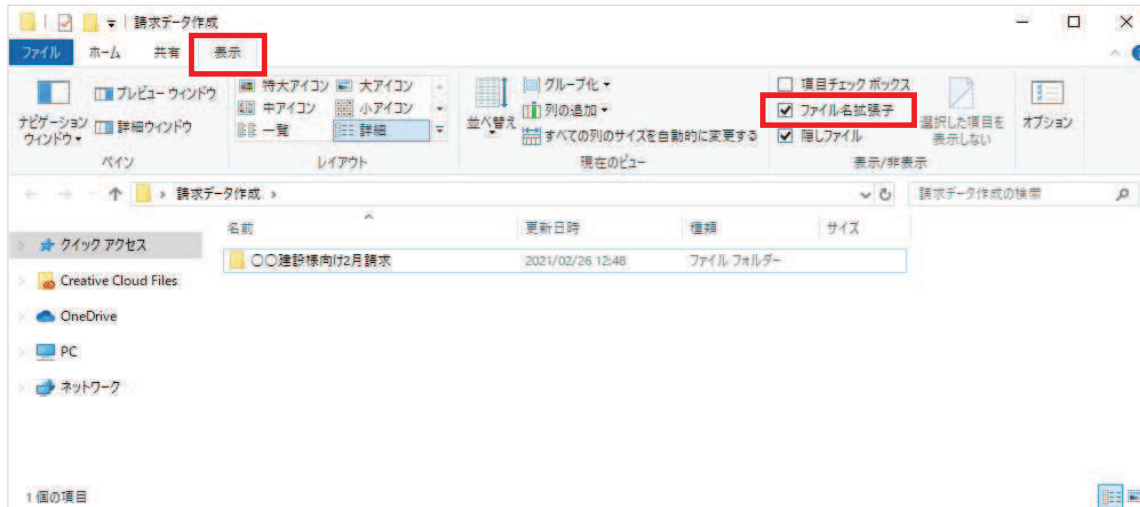 請求データ作成
ファイル ホーム 共有 表示
ナビゲーション ウィンドウ
プレビュー ウィンドウ
詳細ウィンドウ
ペイン
特大アイコン 大アイコン
中アイコン 小アイコン
一覧 詳細
レイアウト
並べ替え
グループ化
列の追加
すべての列のサイズを自動的に変更する
現在のビュー
項目チェック ボックス
ファイル名拡張子
隠しファイル
選択した項目を
表示しない
表示/非表示
オプション
請求データ作成
請求データ作成の検索
名前 更新日時 種類 サイズ
〇〇建設様向け2月請求 2021/02/26 12:48 ファイル フォルダー
クイック アクセス
Creative Cloud Files
OneDrive
PC
ネットワーク
1 個の項目